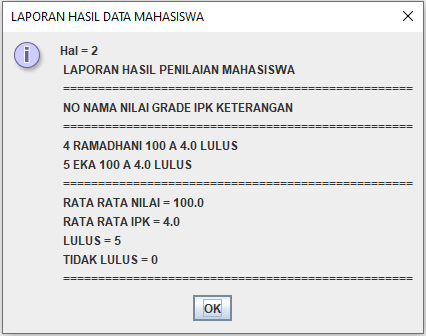 LAPORAN HASIL DATA MAHASISWA
Hal = 2
LAPORAN HASIL PENILAIAN MAHASISWA
==================================================
NO NAMA NILAI GRADE IPK KETERANGAN
==================================================
4 RAMADHANI 100 A 4.0 LULUS
5 EKA 100 A 4.0 LULUS
==================================================
RATA RATA NILAI = 100.0
RATA RATA IPK = 4.0
LULUS = 5
TIDAK LULUS = 0
==================================================
OK